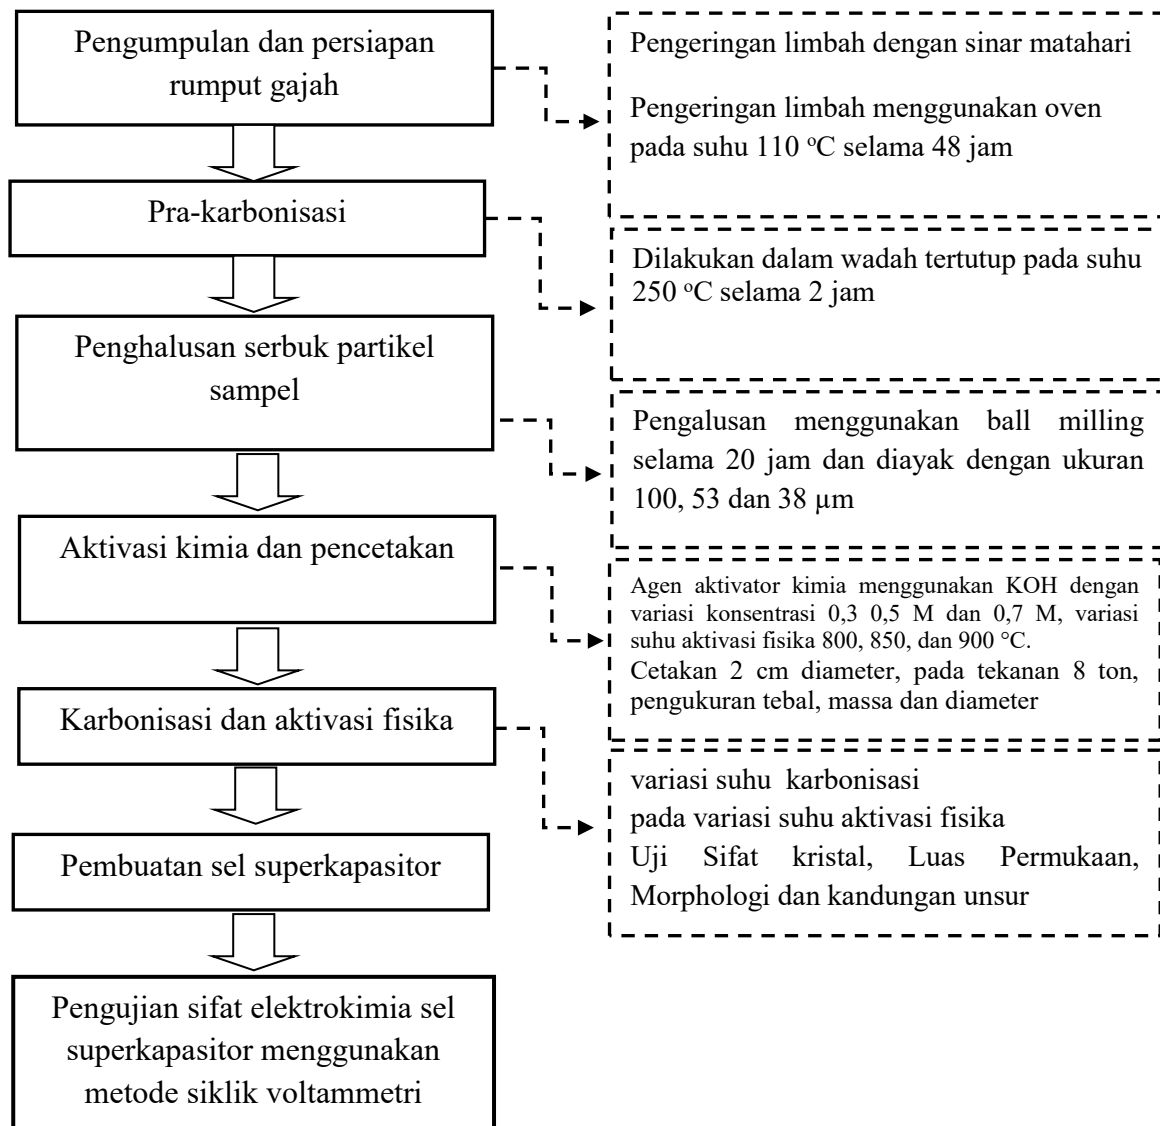 Pengumpulan dan persiapan
rumput gajah
Pengeringan limbah dengan sinar matahari
Pengeringan limbah menggunakan oven
pada suhu 110 °C selama 48 jam
Pra-karbonisasi
Dilakukan dalam wadah tertutup pada suhu
250 °C selama 2 jam
Penghalusan serbuk partikel
sampel
Pengalusan menggunakan ball milling
selama 20 jam dan diayak dengan ukuran
100, 53 dan 38 µm
Aktivasi kimia dan pencetakan
Agen aktivator kimia menggunakan KOH dengan
variasi konsentrasi 0,3 0,5 M dan 0,7 M, variasi
suhu aktivasi fisika 800, 850, dan 900 °C.
Cetakan 2 cm diameter, pada tekanan 8 ton,
pengukuran tebal, massa dan diameter
Karbonisasi dan aktivasi fisika
variasi suhu karbonisasi
pada variasi suhu aktivasi fisika
Uji Sifat kristal, Luas Permukaan,
Morphologi dan kandungan unsur
Pembuatan sel superkapasitor
Pengujian sifat elektrokimia sel
superkapasitor menggunakan
metode siklik voltammetri